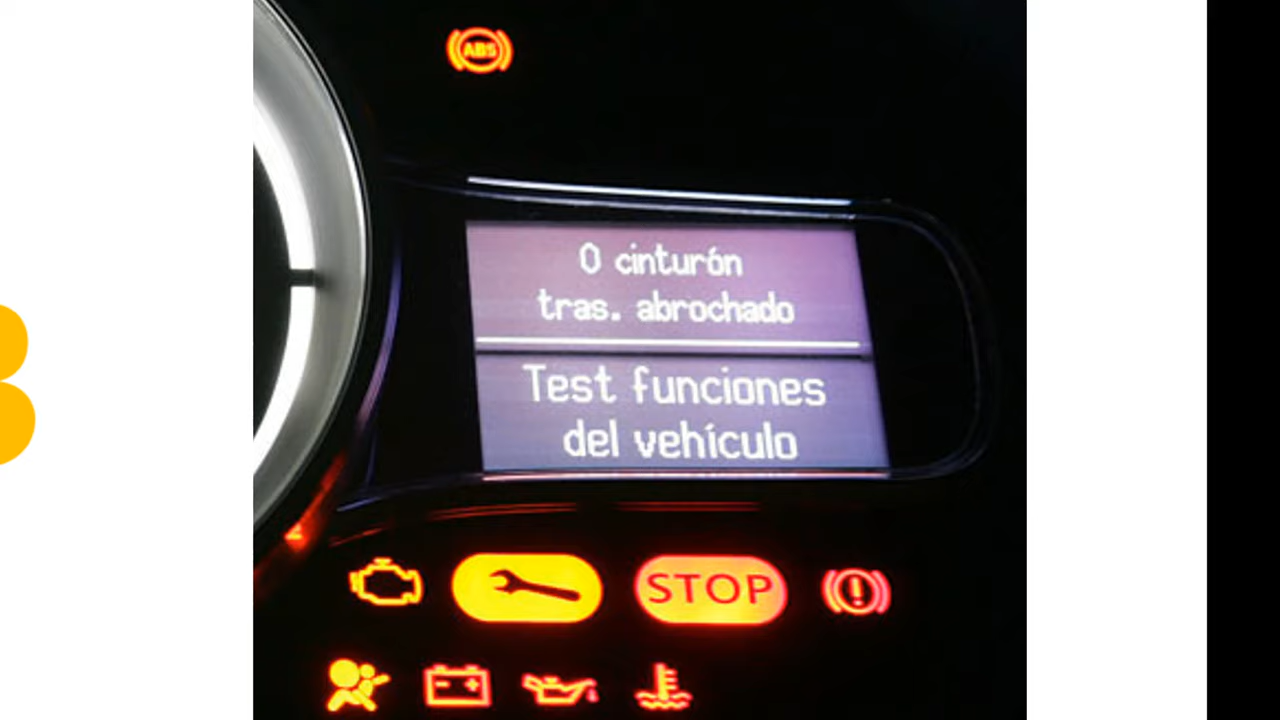 ABS
0 cinturón
tras. abrochado
Test funciones
del vehículo
STOP